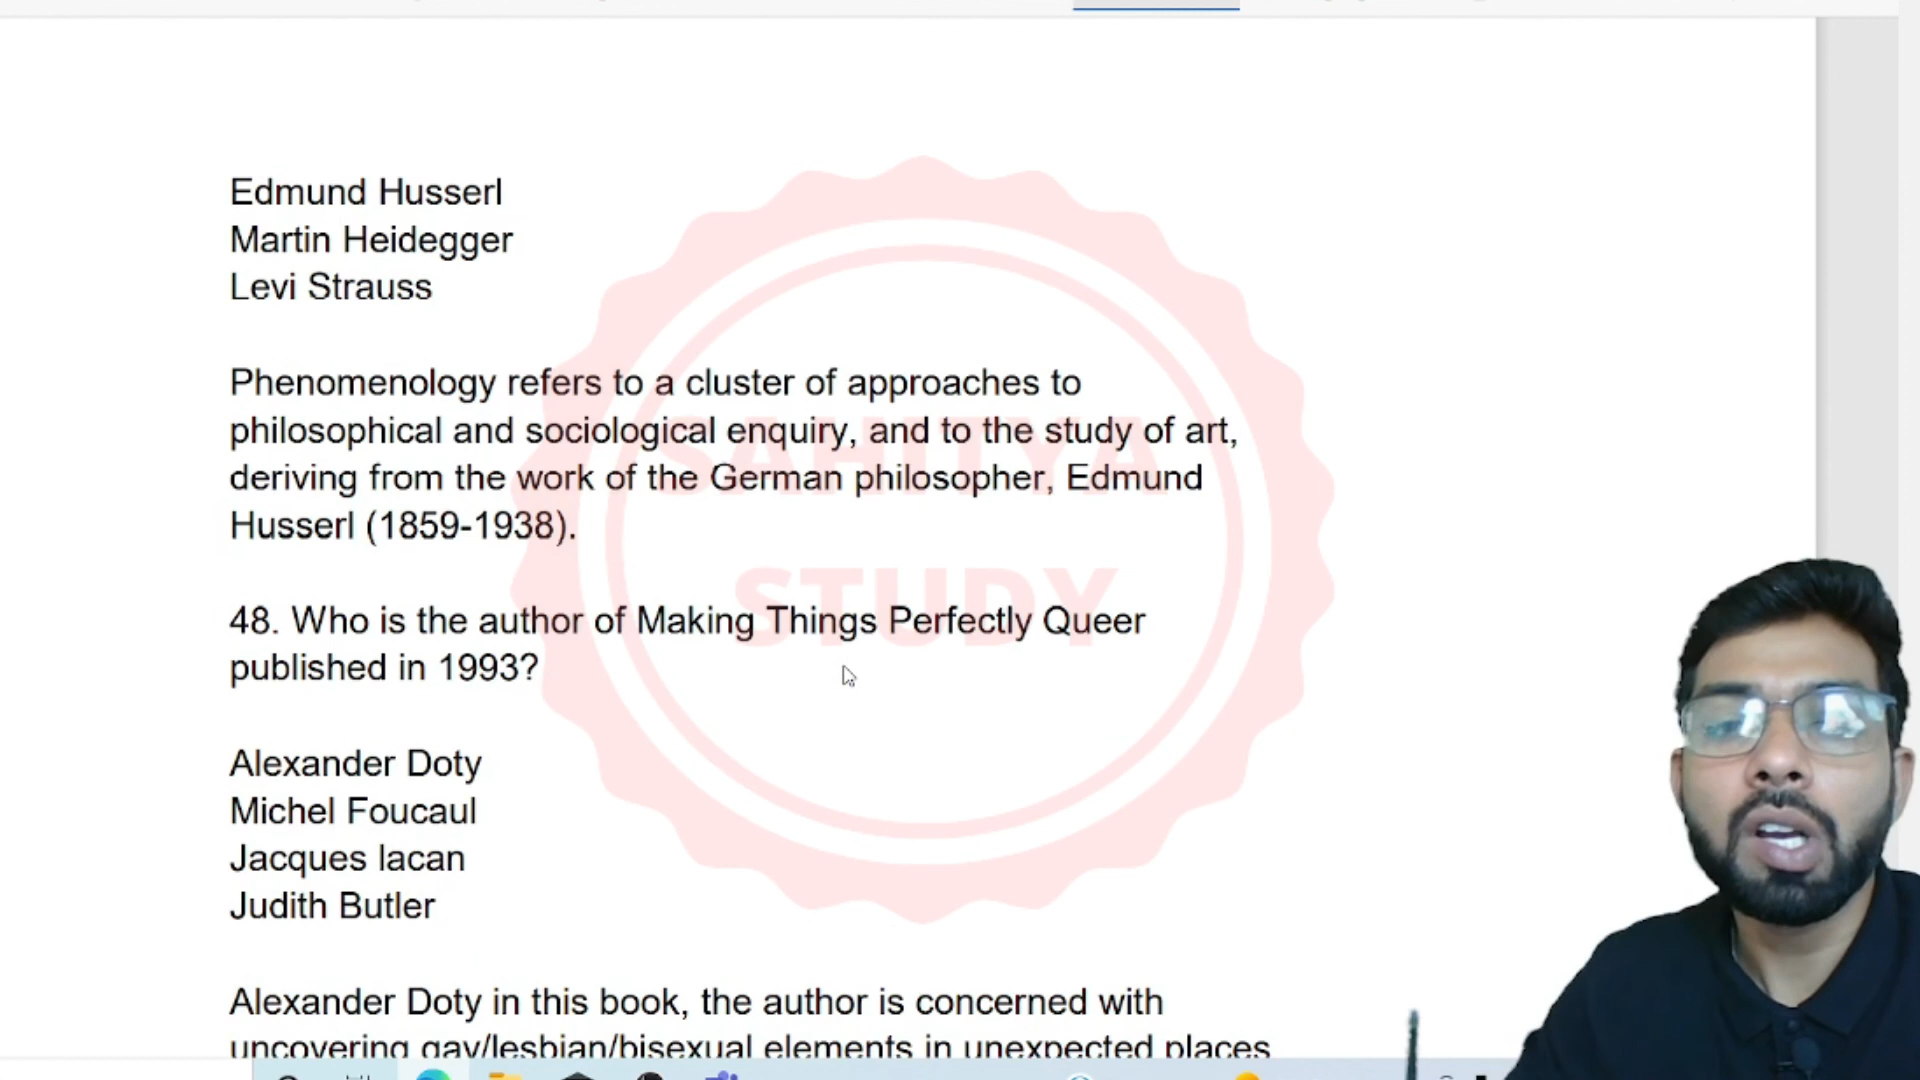 Edmund Husserl
Martin Heidegger
Levi Strauss
Phenomenology refers to a cluster of approaches to
philosophical and sociological enquiry, and to the study of art,
deriving from the work of the German philosopher, Edmund
Husserl (1859-1938).
SAHITYA
STUDY
48. Who is the author of Making Things Perfectly Queer
published in 1993?
Alexander Doty
Michel Foucaul
Jacques lacan
Judith Butler
Alexander Doty in this book, the author is concerned with
uncovering gay/lesbian/bisexual elements in unexpected places